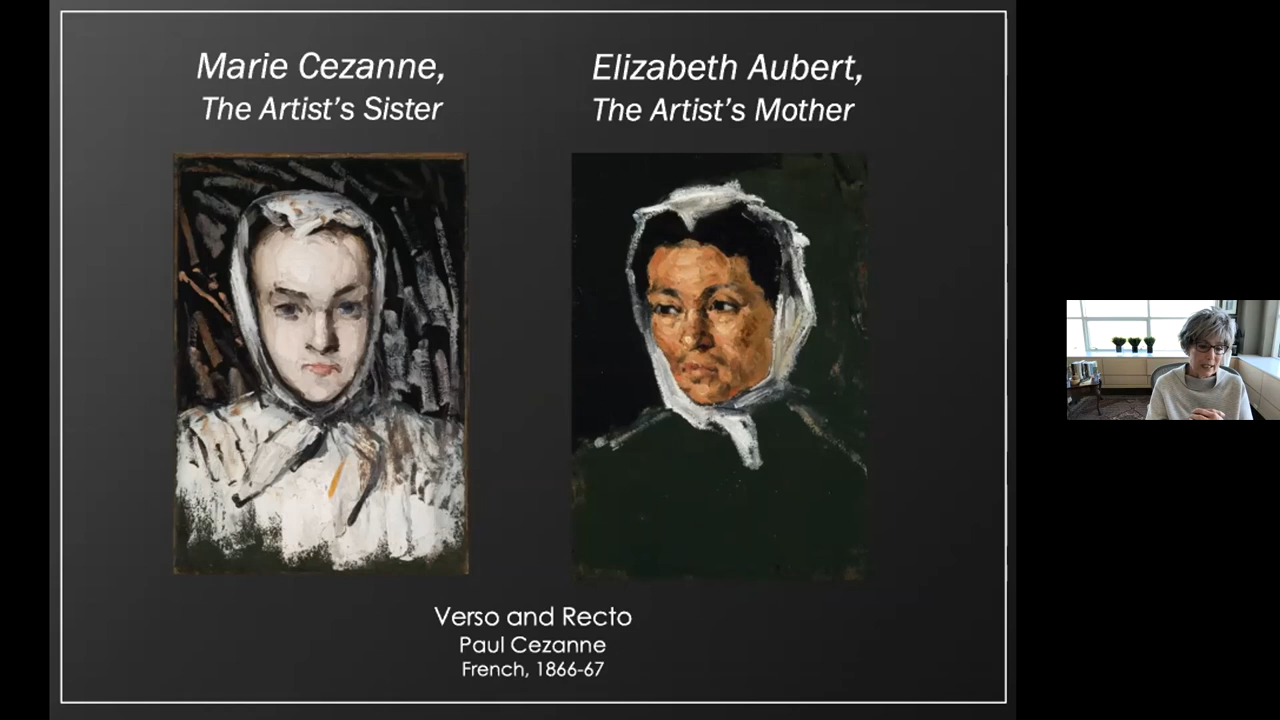 Marie Cezanne,
The Artist's Sister
Elizabeth Aubert,
The Artist's Mother
Verso and Recto
Paul Cezanne
French, 1866-67